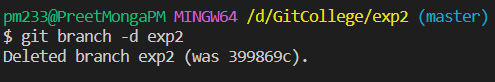 pm233@PreetMongaPM MINGW64 /d/GitCollege/exp2 (master)
$ git branch -d exp2
Deleted branch exp2 (was 399869c).